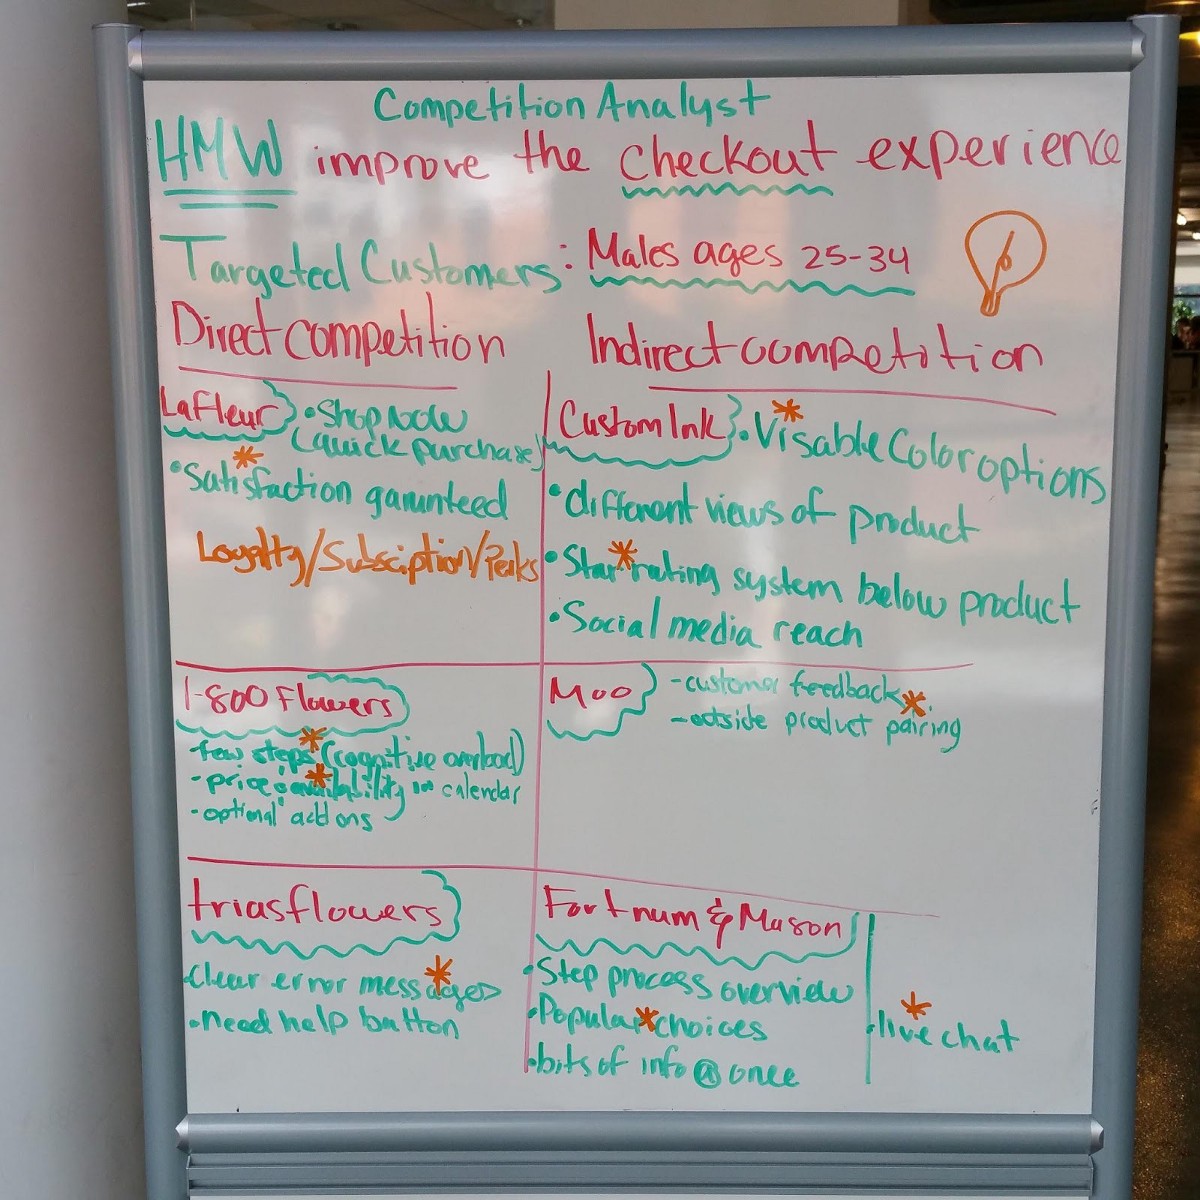 Competition Analyst
HMW improve the checkout experience
Targeted Customers: Males ages 25-34
Direct competition
Indirect competition
LaFleur
• Shop now
(Quick purchase)
• Satisfaction garunteed
Loyalty/Subsciption/Perks
Custom Ink
• Visable Color options
• different views of product
• Star rating system below product
• Social media reach
1-800 Flowers
- few steps (cognitive overload)
- price & availability in calendar
- optional add ons
Moo
- customer feedback
- outside product pairing
triasflowers
• clear error messages
• need help button
Fortnum & Mason
• Step process overview
• Popular choices
• bits of info @ once
• live chat